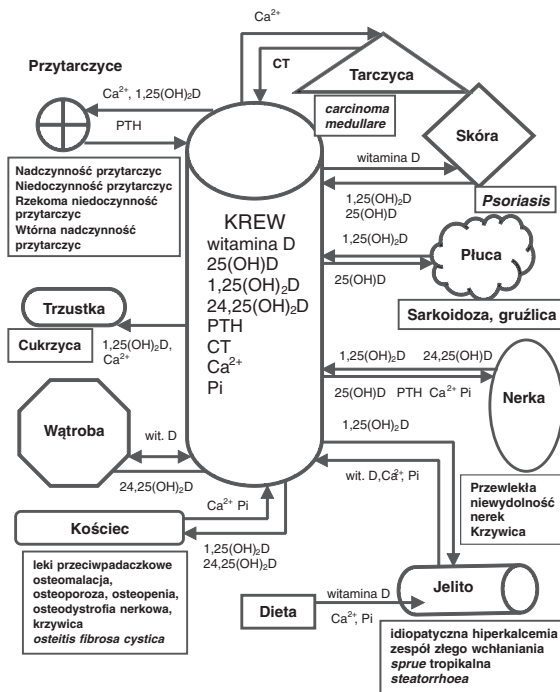 Ca²⁺
CT
Tarczyca
carcinoma
medullare
Przytarczyce
Ca²⁺, 1,25(OH)₂D
PTH
Nadczynność przytarczyc
Niedoczynność przytarczyc
Rzekoma niedoczynność
przytarczyc
Wtórna nadczynność
przytarczyc
Skóra
witamina D
1,25(OH)₂D
25(OH)D
Psoriasis
KREW
witamina D
25(OH)D
1,25(OH)₂D
24,25(OH)₂D
PTH
CT
Ca²⁺
Pi
1,25(OH)₂D
Płuca
25(OH)D
Sarkoidoza, gruźlica
Trzustka
Cukrzyca
1,25(OH)₂D,
Ca²⁺
1,25(OH)₂D 24,25(OH)D
25(OH)D PTH Ca²⁺ Pi
Nerka
Przewlekła
niewydolność
nerek
Krzywica
Wątroba
wit. D
24,25(OH)₂D
1,25(OH)₂D
wit. D,Ca²⁺, Pi
Kościec
Ca²⁺ Pi
1,25(OH)₂D
24,25(OH)₂D
leki przeciwpadaczkowe
osteomalacja,
osteoporoza, osteopenia,
osteodystrofia nerkowa,
krzywica
osteitis fibrosa cystica
Dieta
witamina D
Ca²⁺, Pi
Jelito
idiopatyczna hiperkalcemia
zespół złego wchłaniania
sprue tropikalna
steatorrhoea